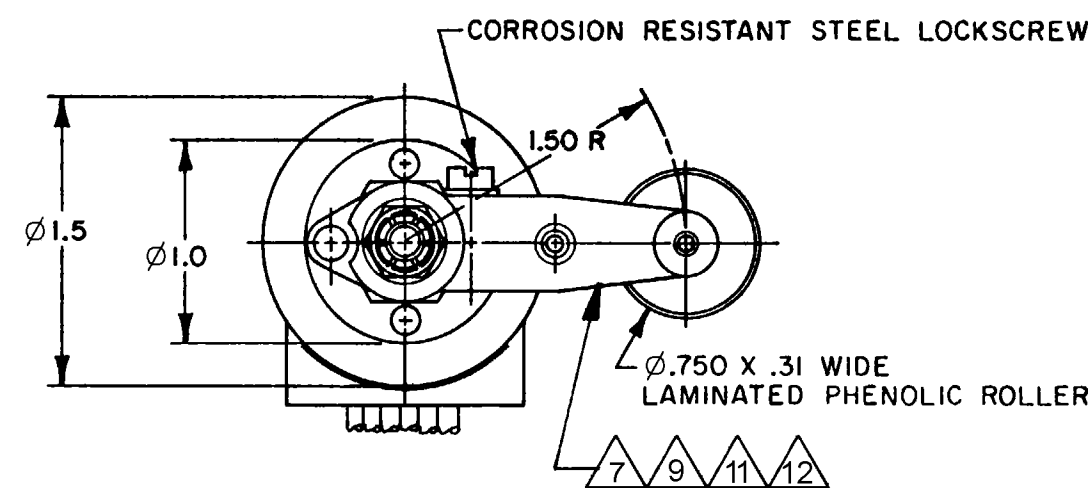 CORROSION RESISTANT STEEL LOCKSCREW
1.50 R
Ø1.5
Ø1.0
Ø.750 X .31 WIDE
LAMINATED PHENOLIC ROLLER
7 9 11 12